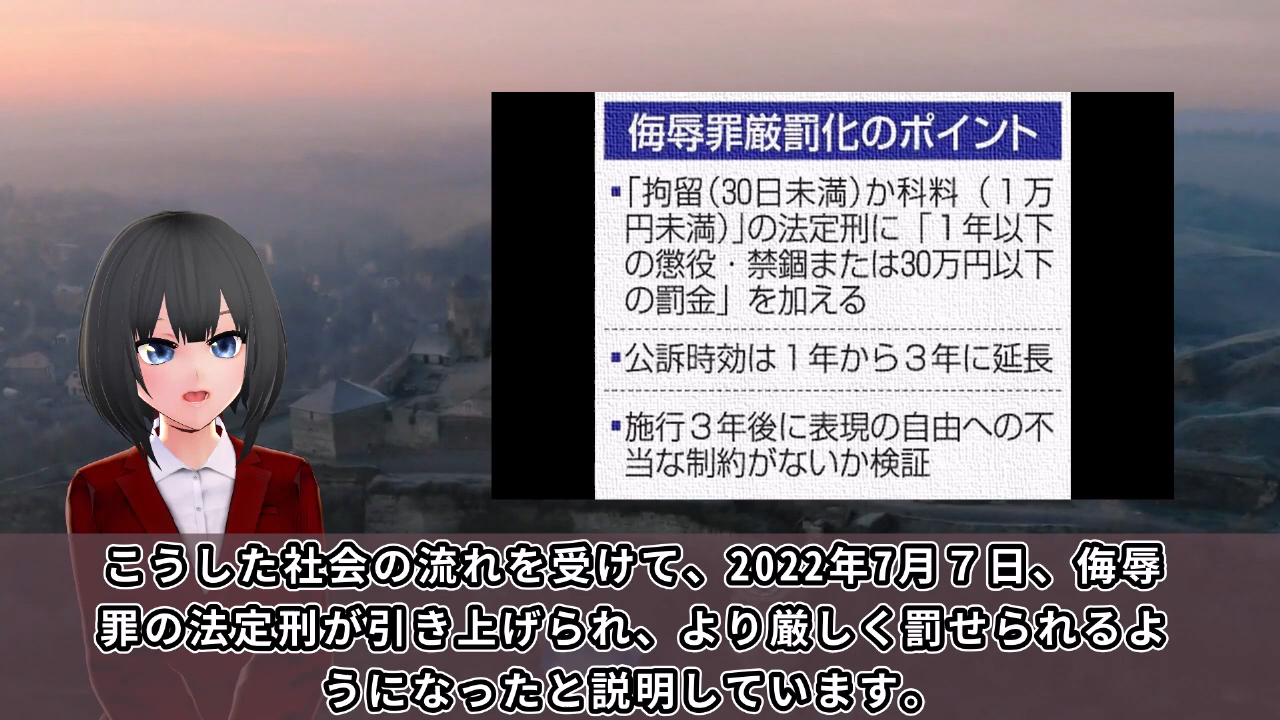 侮辱罪厳罰化のポイント
▪「拘留(30日未満)か科料（１万
円未満)」の法定刑に「１年以下
の懲役・禁錮または30万円以下
の罰金」を加える
▪公訴時効は１年から３年に延長
▪施行３年後に表現の自由への不
当な制約がないか検証
こうした社会の流れを受けて、2022年7月７日、侮辱
罪の法定刑が引き上げられ、より厳しく罰せられるよ
うになったと説明しています。